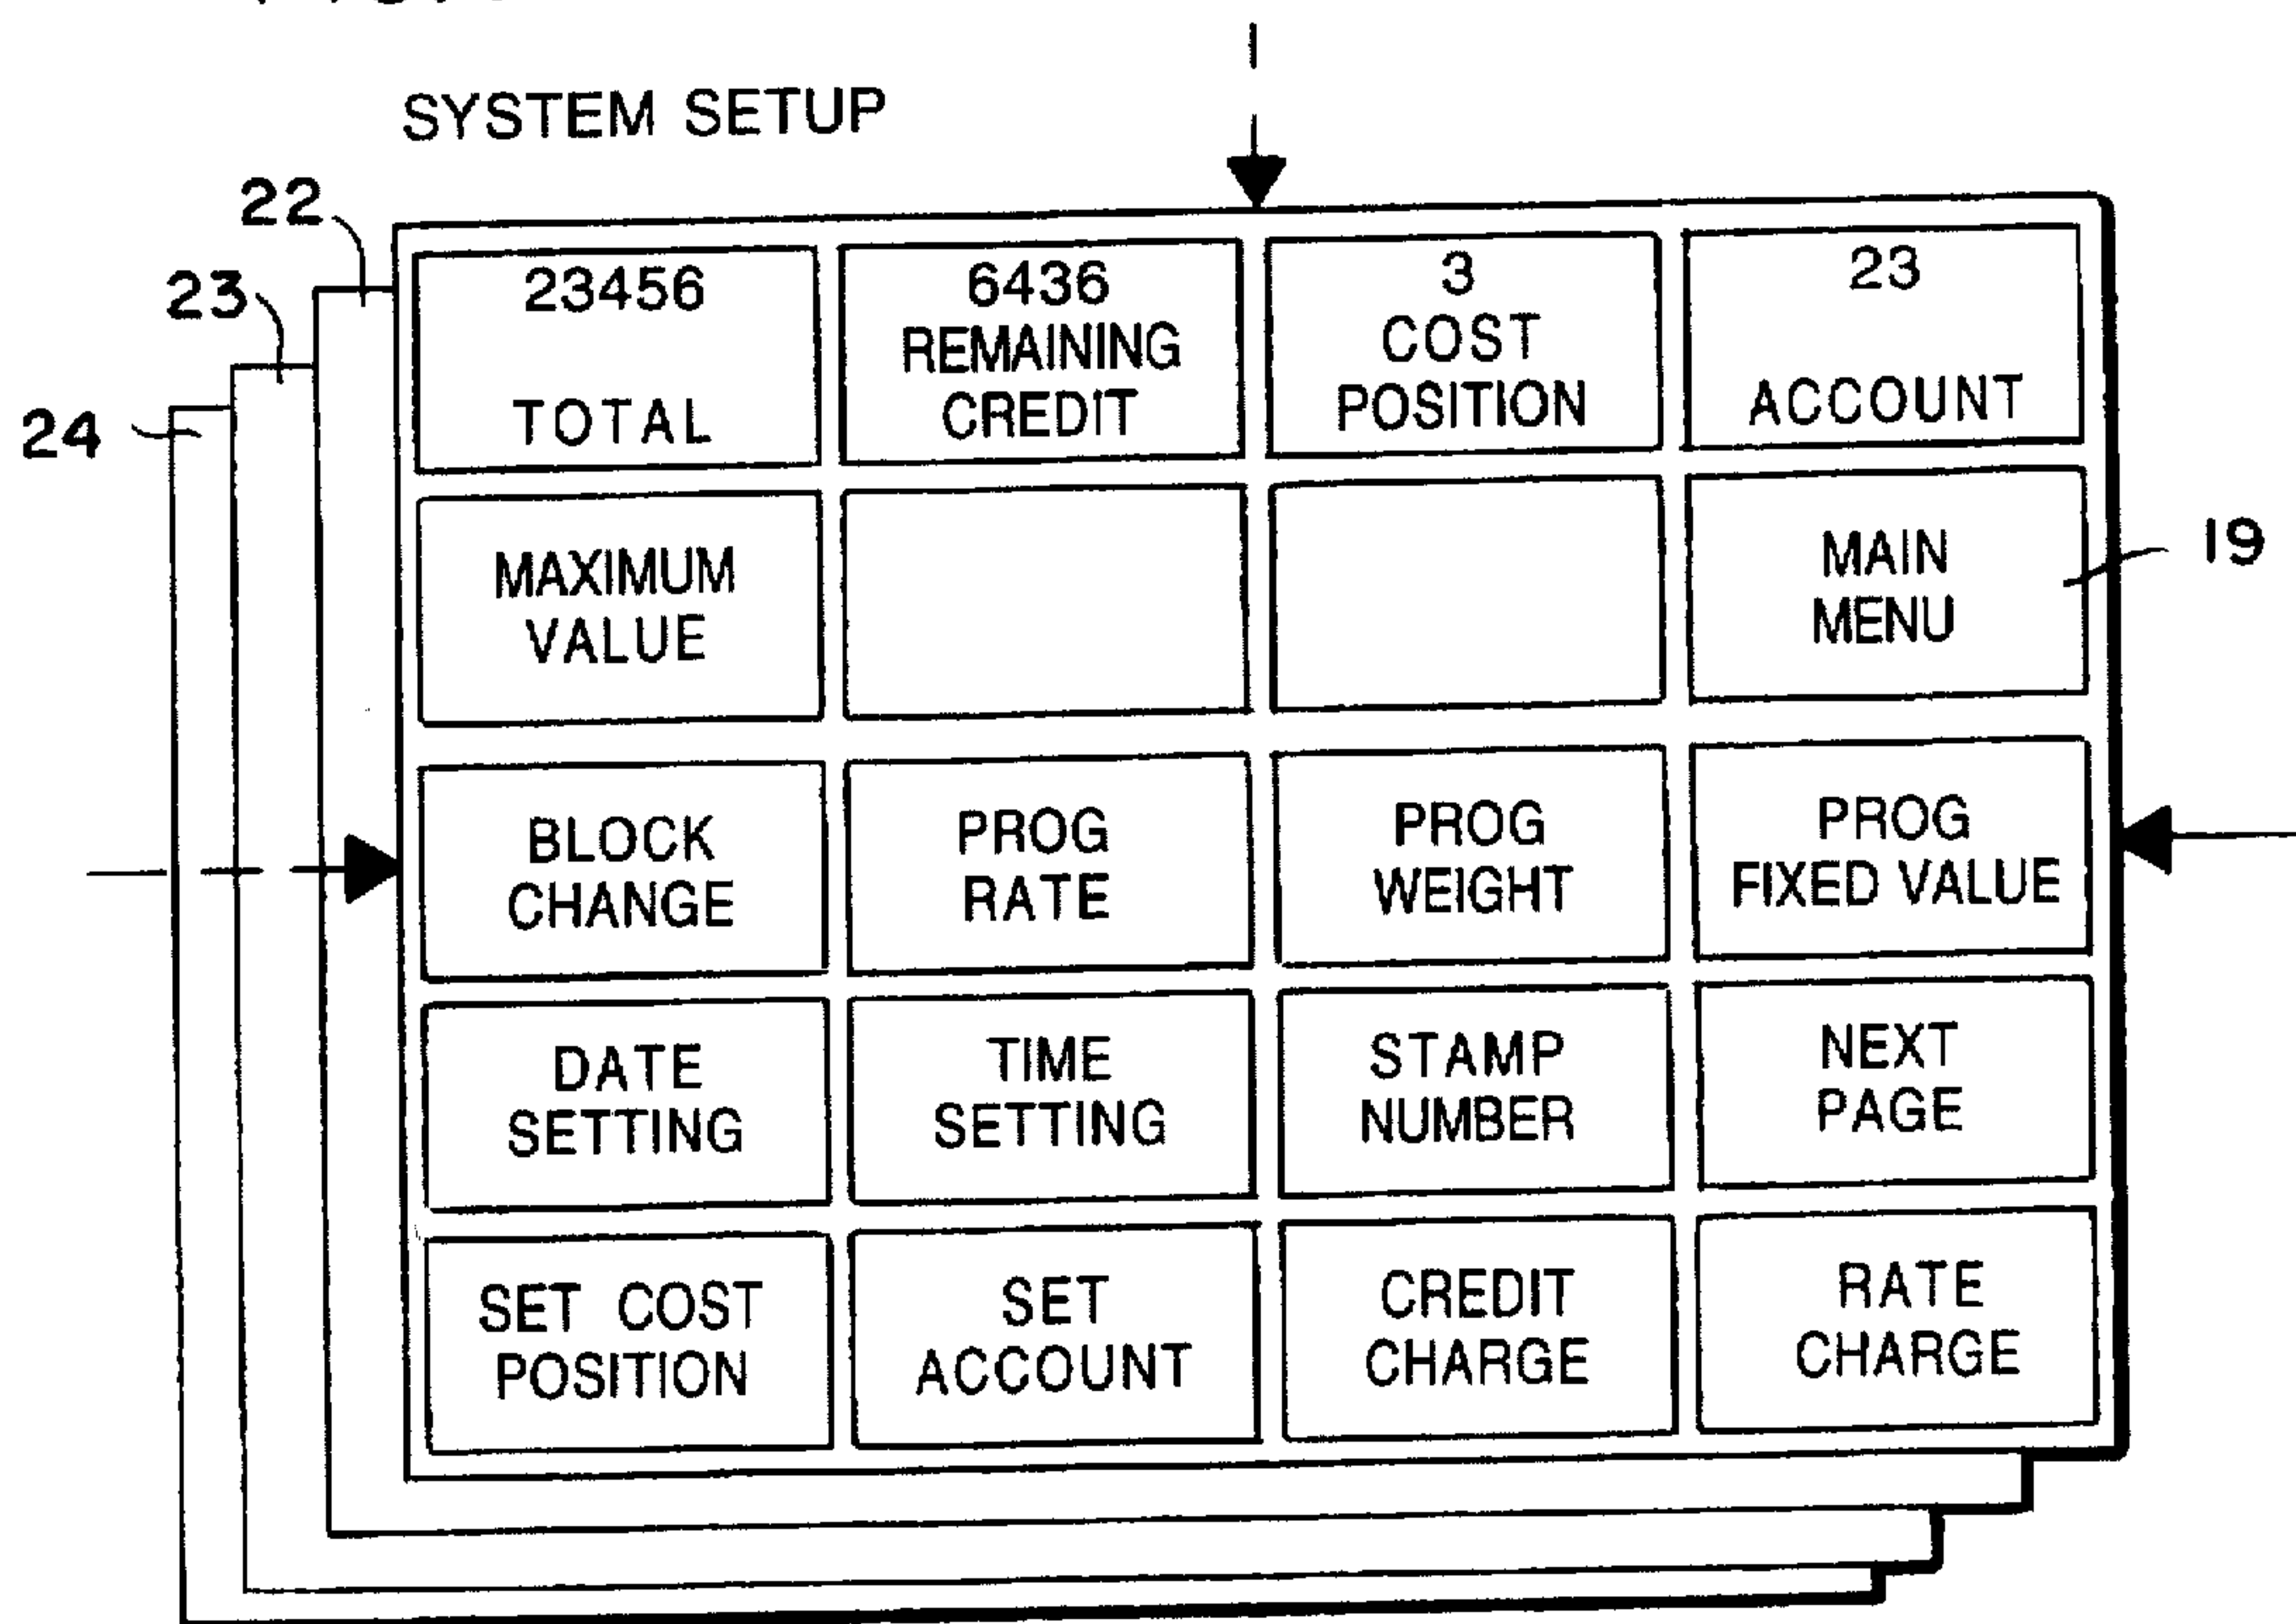 SYSTEM SETUP
22
23
24
23456
TOTAL
6436
REMAINING
CREDIT
3
COST
POSITION
23
ACCOUNT
MAXIMUM
VALUE
MAIN
MENU
19
BLOCK
CHANGE
PROG
RATE
PROG
WEIGHT
PROG
FIXED VALUE
DATE
SETTING
TIME
SETTING
STAMP
NUMBER
NEXT
PAGE
SET COST
POSITION
SET
ACCOUNT
CREDIT
CHARGE
RATE
CHARGE